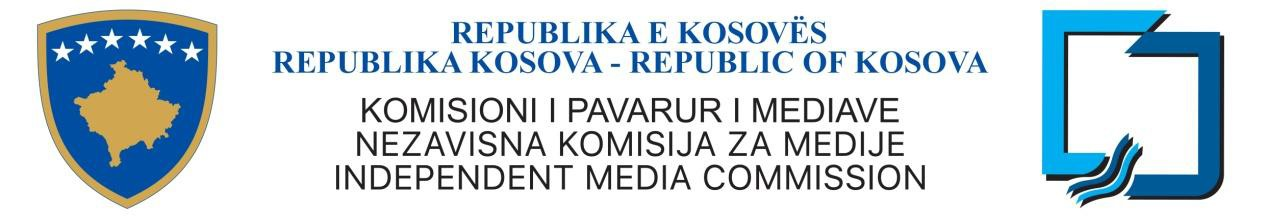 REPUBLIKA E KOSOVËS
REPUBLIKA KOSOVA - REPUBLIC OF KOSOVA
KOMISIONI I PAVARUR I MEDIAVE
NEZAVISNA KOMISIJA ZA MEDIJE
INDEPENDENT MEDIA COMMISSION